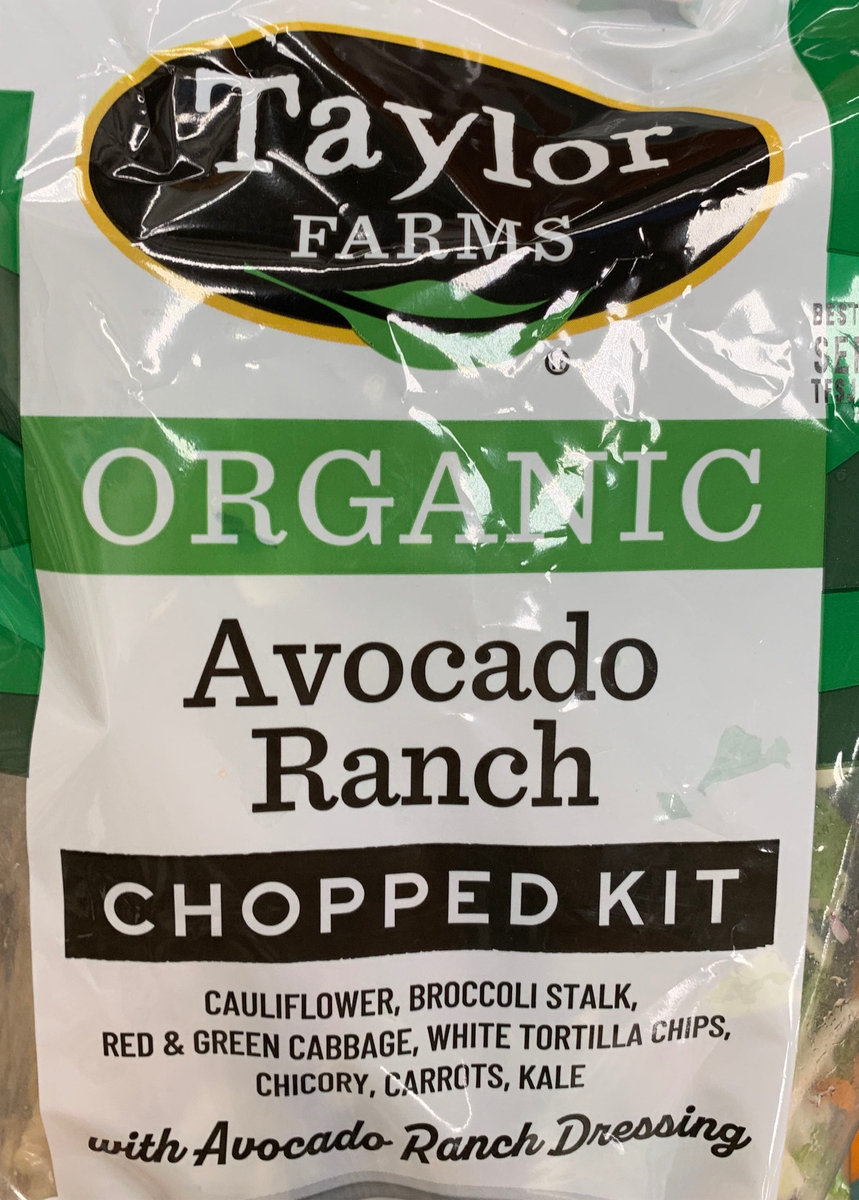 Taylor
FARMS
ORGANIC
Avocado
Ranch
CHOPPED KIT
CAULIFLOWER, BROCCOLI STALK,
RED & GREEN CABBAGE, WHITE TORTILLA CHIPS,
CHICORY, CARROTS, KALE
with Avocado Ranch Dressing
BEST